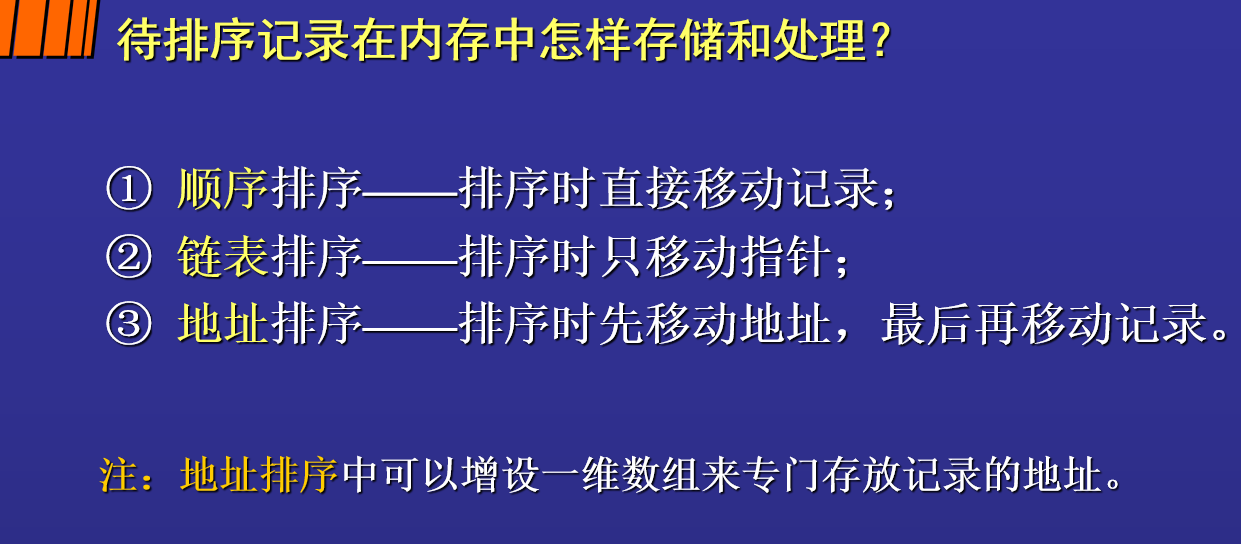 待排序记录在内存中怎样存储和处理？
① 顺序排序——排序时直接移动记录；
② 链表排序——排序时只移动指针；
③ 地址排序——排序时先移动地址，最后再移动记录。
注：地址排序中可以增设一维数组来专门存放记录的地址。